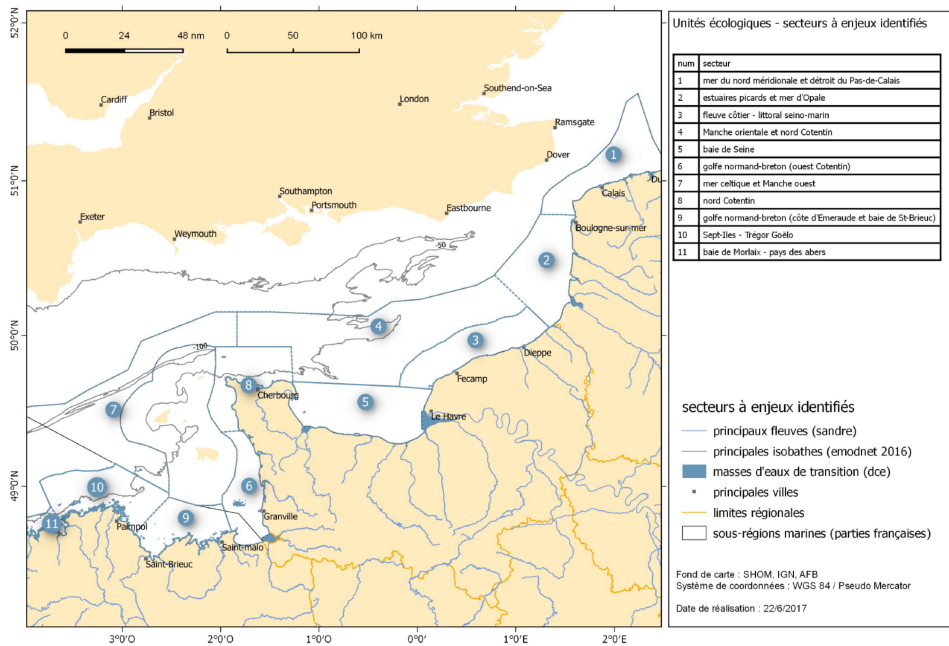 52°0'N
51°0'N
50°0'N
49°0'N
3°0'O
2°0'O
1°0'O
0°0'
1°0'E
2°0'E
0 24 48 nm
0 50 100 km
Cardiff
Bristol
London
Southend-on-Sea
Ramsgate
Dover
Southampton
Portsmouth
Eastbourne
Exeter
Weymouth
Calais
Du
Boulogne-sur-mer
Dieppe
Fecamp
Le Havre
Cherbourg
Granville
Saint-malo
Saint-Brieuc
Paimpol
-50
-100
1
2
3
4
5
6
7
8
9
10
11
Unités écologiques - secteurs à enjeux identifiés
num secteur
1 mer du nord méridionale et détroit du Pas-de-Calais
2 estuaires picards et mer d'Opale
3 fleuve côtier - littoral seino-marin
4 Manche orientale et nord Cotentin
5 baie de Seine
6 golfe normand-breton (ouest Cotentin)
7 mer celtique et Manche ouest
8 nord Cotentin
9 golfe normand-breton (côte d'Emeraude et baie de St-Brieuc)
10 Sept-Iles - Trégor Goëlo
11 baie de Morlaix - pays des abers
secteurs à enjeux identifiés
principaux fleuves (sandre)
principales isobathes (emodnet 2016)
masses d'eaux de transition (dce)
principales villes
limites régionales
sous-régions marines (parties françaises)
Fond de carte : SHOM, IGN, AFB
Système de coordonnées : WGS 84 / Pseudo Mercator
Date de réalisation : 22/6/2017